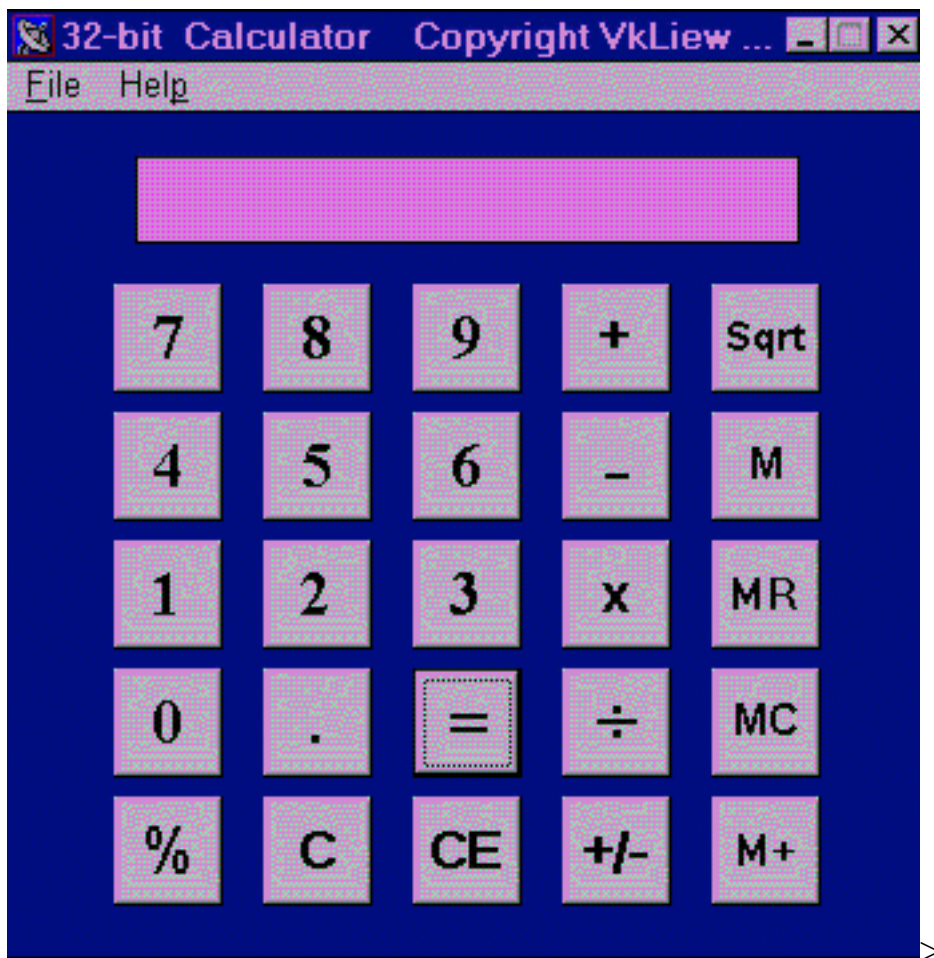 32-bit Calculator Copyright VkLiew ...
File Help
7 8 9 + Sqrt
4 5 6 - M
1 2 3 x MR
0 . = ÷ MC
% C CE +/- M+
>